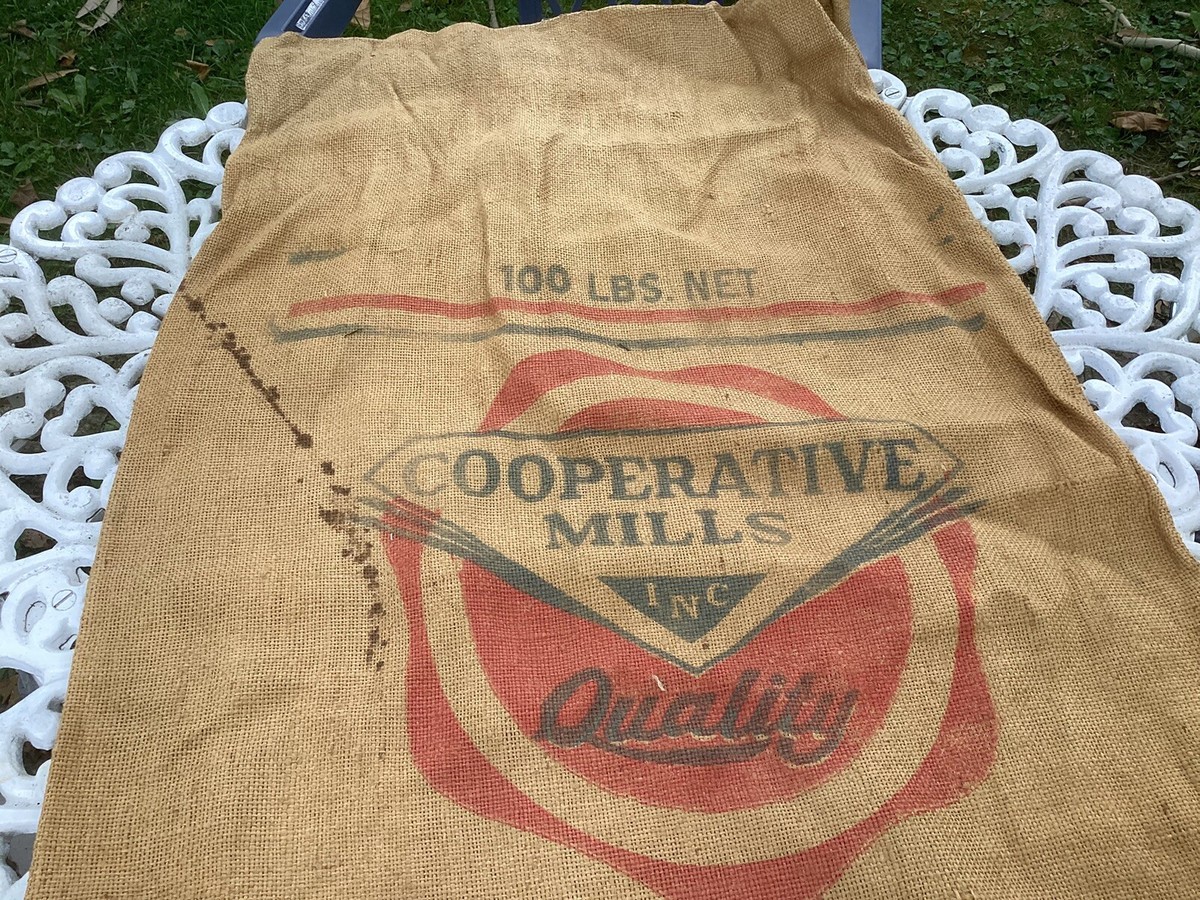 100 LBS. NET
COOPERATIVE
MILLS
INC
Quality